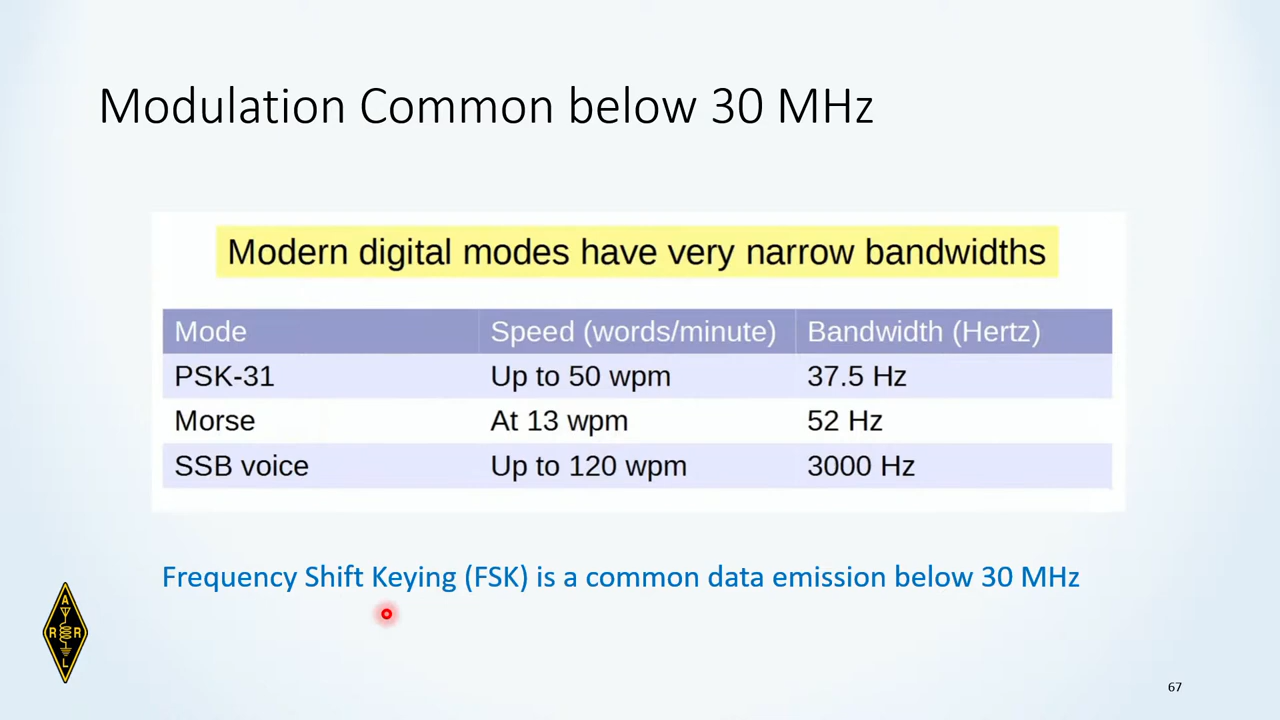 Modulation Common below 30 MHz
Modern digital modes have very narrow bandwidths
Mode Speed (words/minute) Bandwidth (Hertz)
PSK-31 Up to 50 wpm 37.5 Hz
Morse At 13 wpm 52 Hz
SSB voice Up to 120 wpm 3000 Hz
Frequency Shift Keying (FSK) is a common data emission below 30 MHz
A
R R
L
67